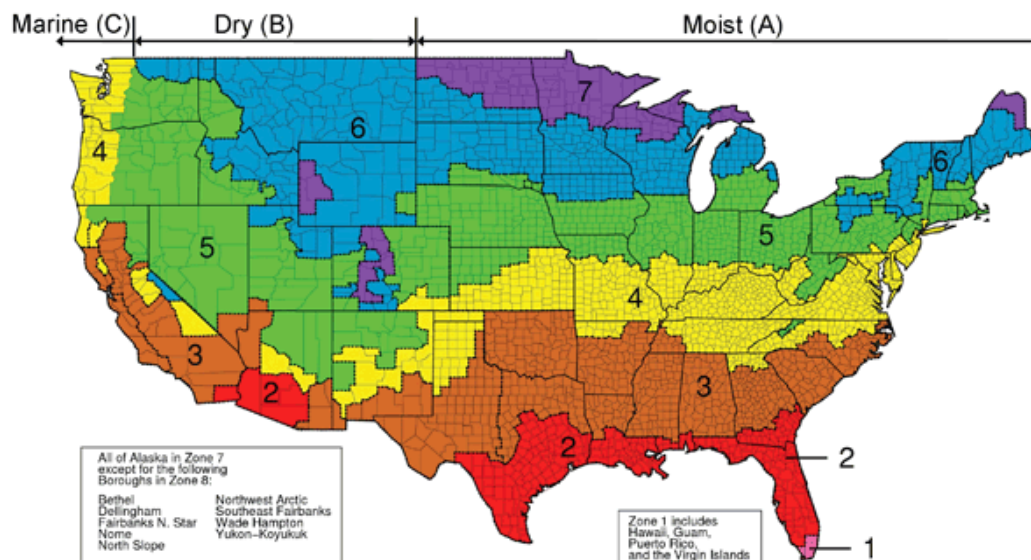 Marine (C) Dry (B) Moist (A)
7
6
4
6
5
5
4
3
3
2
2
2
1
All of Alaska in Zone 7
except for the following
Boroughs in Zone 8:
Bethel Northwest Arctic
Dellingham Southeast Fairbanks
Fairbanks N. Star Wade Hampton
Nome Yukon-Koyukuk
North Slope
Zone 1 includes
Hawaii, Guam,
Puerto Rico,
and the Virgin Islands